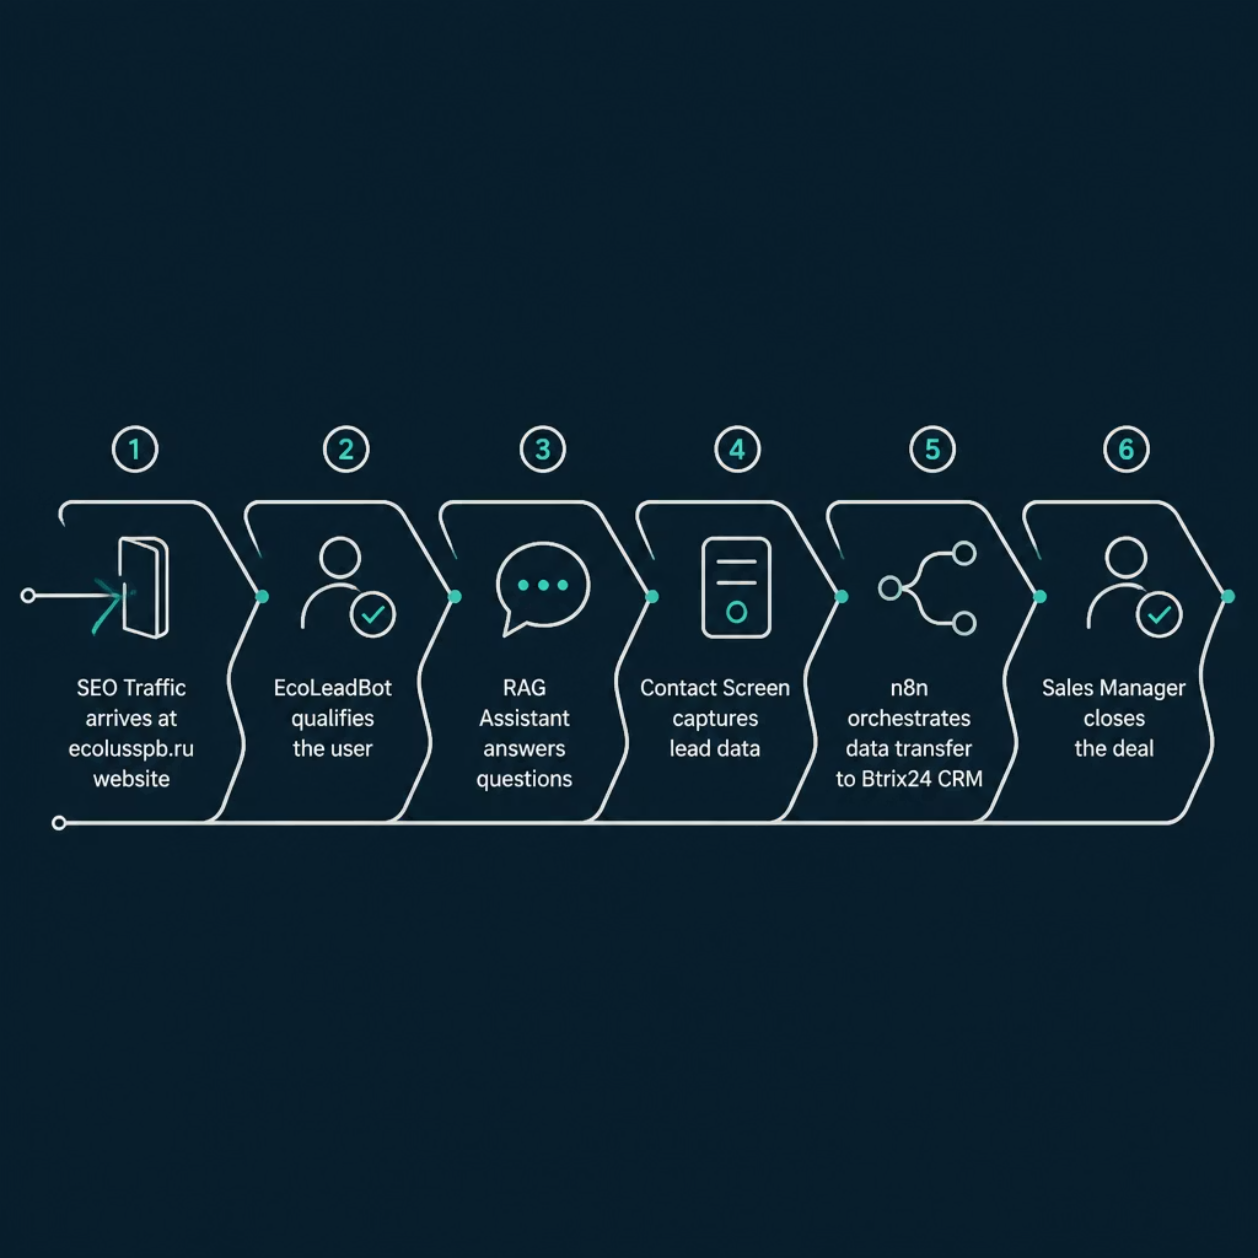 1
2
3
4
5
6
SEO Traffic
arrives at
ecolusspb.ru
website
EcoLeadBot
qualifies
the user
RAG
Assistant
answers
questions
Contact Screen
captures
lead data
n8n
orchestrates
data transfer
to Btrix24 CRM
Sales Manager
closes
the deal